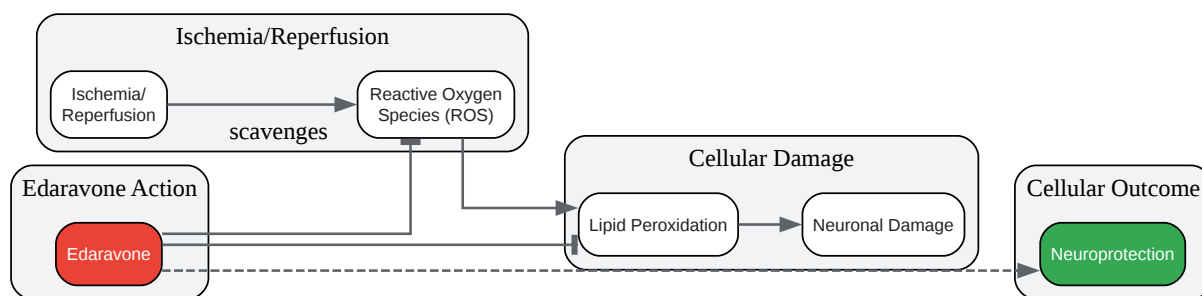 Ischemia/Reperfusion
Ischemia/
Reperfusion
Reactive Oxygen
Species (ROS)
scavenges
Cellular Damage
Lipid Peroxidation
Neuronal Damage
Edaravone Action
Edaravone
Cellular Outcome
Neuroprotection